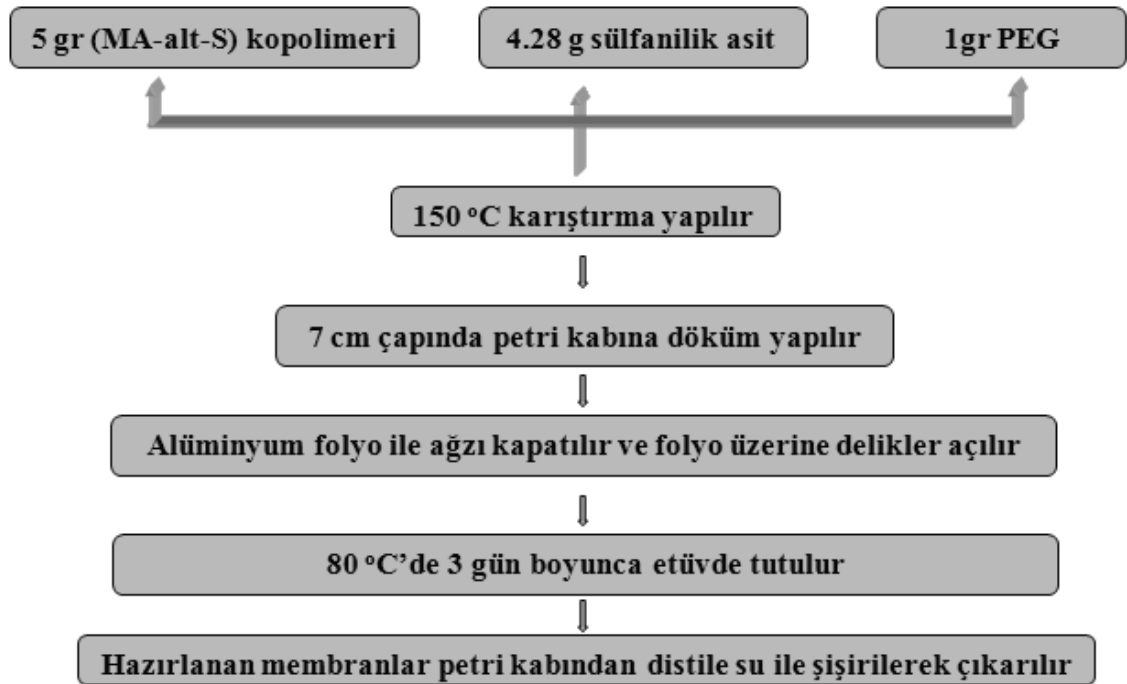 5 gr (MA-alt-S) kopolimeri
4.28 g sülfanilik asit
1gr PEG
150 °C karıştırma yapılır
7 cm çapında petri kabına döküm yapılır
Alüminyum folyo ile ağzı kapatılır ve folyo üzerine delikler açılır
80 °C’de 3 gün boyunca etüvde tutulur
Hazırlanan membranlar petri kabından distile su ile şişirilerek çıkarılır